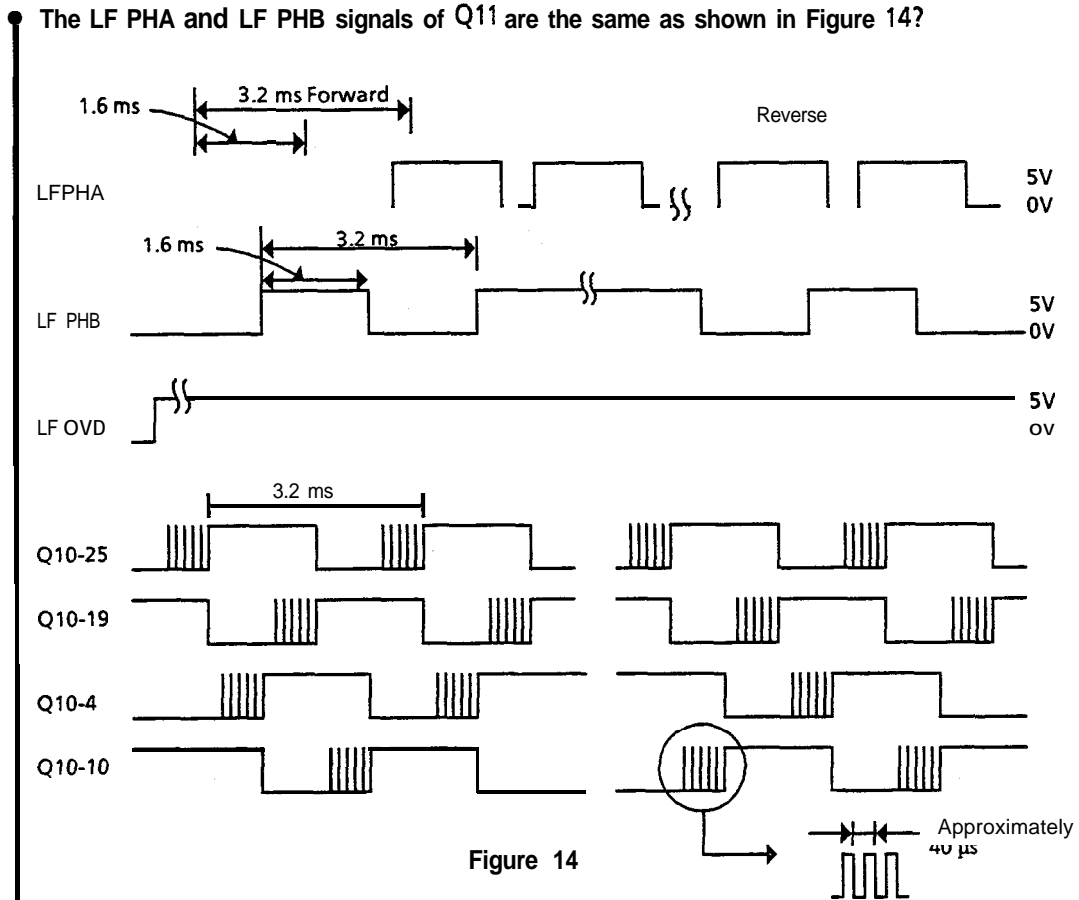 The LF PHA and LF PHB signals of Q11 are the same as shown in Figure 14?
3.2 ms Forward
1.6 ms
Reverse
LFPHA
5V
0V
3.2 ms
1.6 ms
LF PHB
5V
0V
LF OVD
5V
OV
3.2 ms
Q10-25
Q10-19
Q10-4
Q10-10
Approximately
40 µs
Figure 14